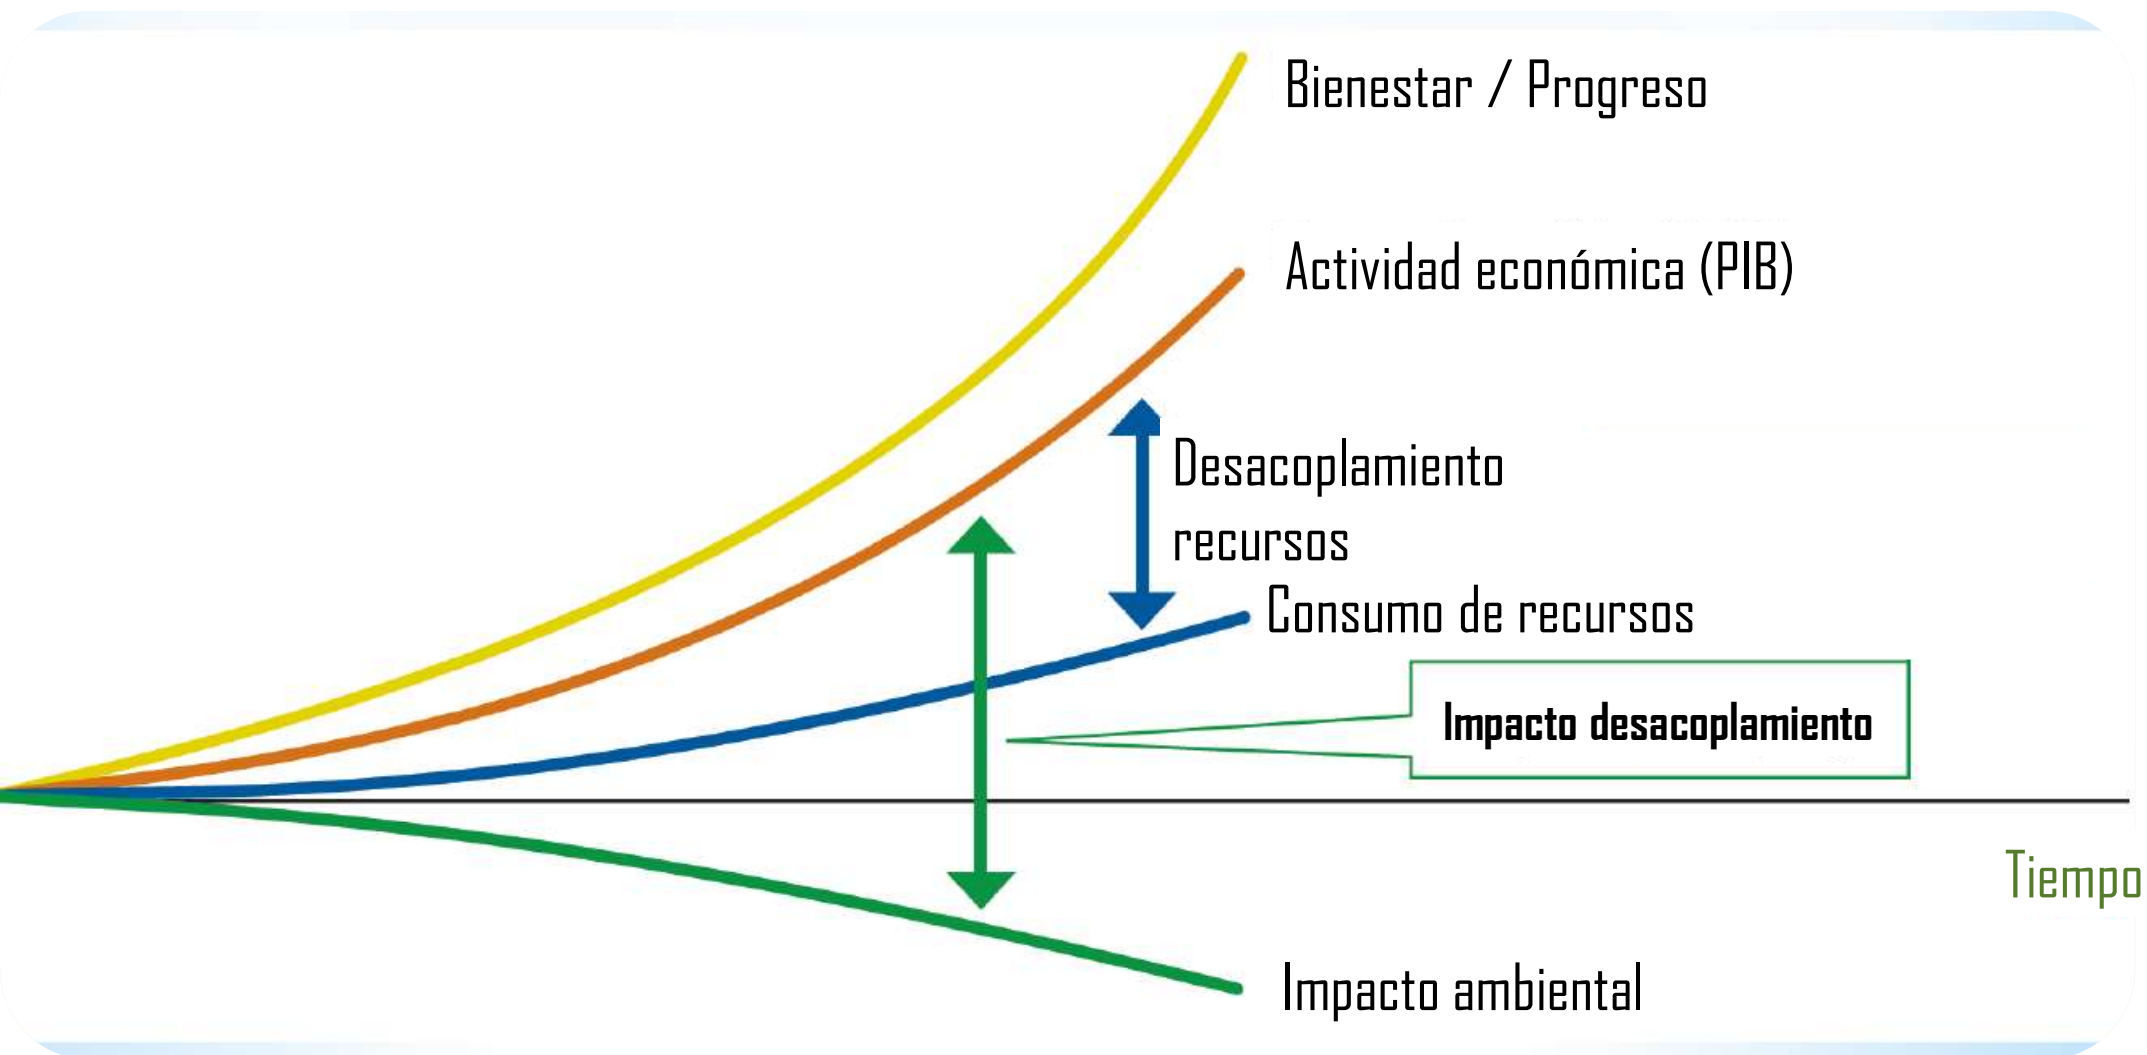 Bienestar / Progreso
Actividad económica (PIB)
Desacoplamiento
recursos
Consumo de recursos
Impacto desacoplamiento
Tiempo
Impacto ambiental